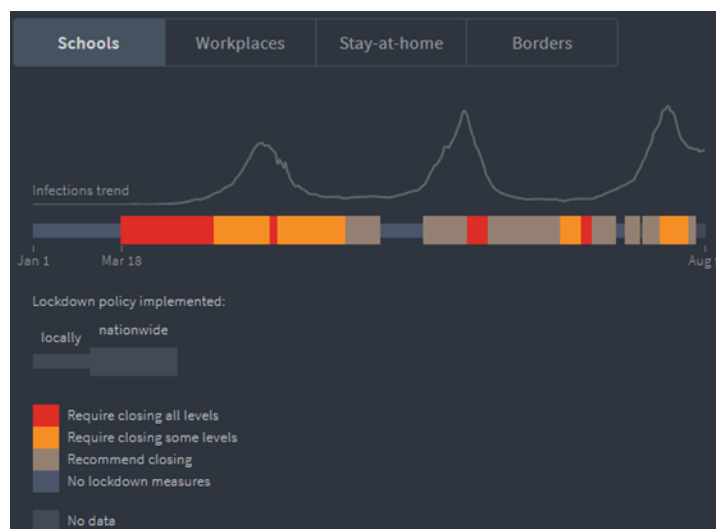 Schools Workplaces Stay-at-home Borders
Infections trend
Jan 1 Mar 18 Aug
Lockdown policy implemented:
locally nationwide
Require closing all levels
Require closing some levels
Recommend closing
No lockdown measures
No data